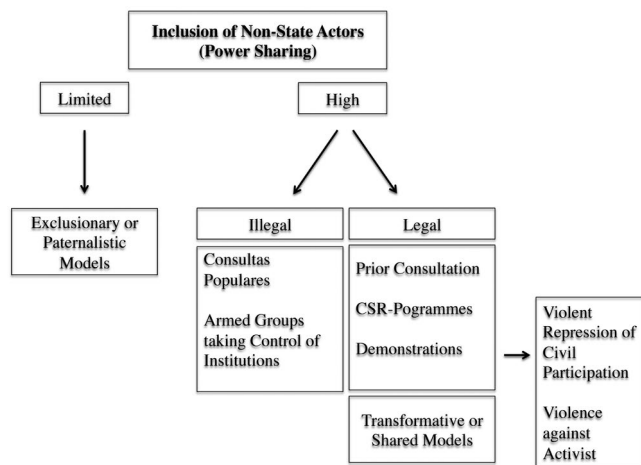 Inclusion of Non-State Actors
(Power Sharing)
Limited
High
Exclusionary or
Paternalistic
Models
Illegal
Legal
Consultas
Populares
Armed Groups
taking Control of
Institutions
Prior Consultation
CSR-Pogrammes
Demonstrations
Transformative or
Shared Models
Violent
Repression of
Civil
Participation
Violence
against
Activist